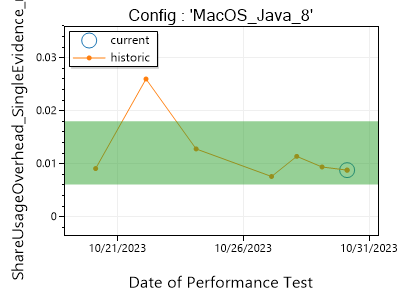 Config : 'MacOS_Java_8'
current
historic
0.03
0.02
0.01
0
10/21/2023
10/26/2023
10/31/2023
Date of Performance Test
ShareUsageOverhead_SingleEvidence_